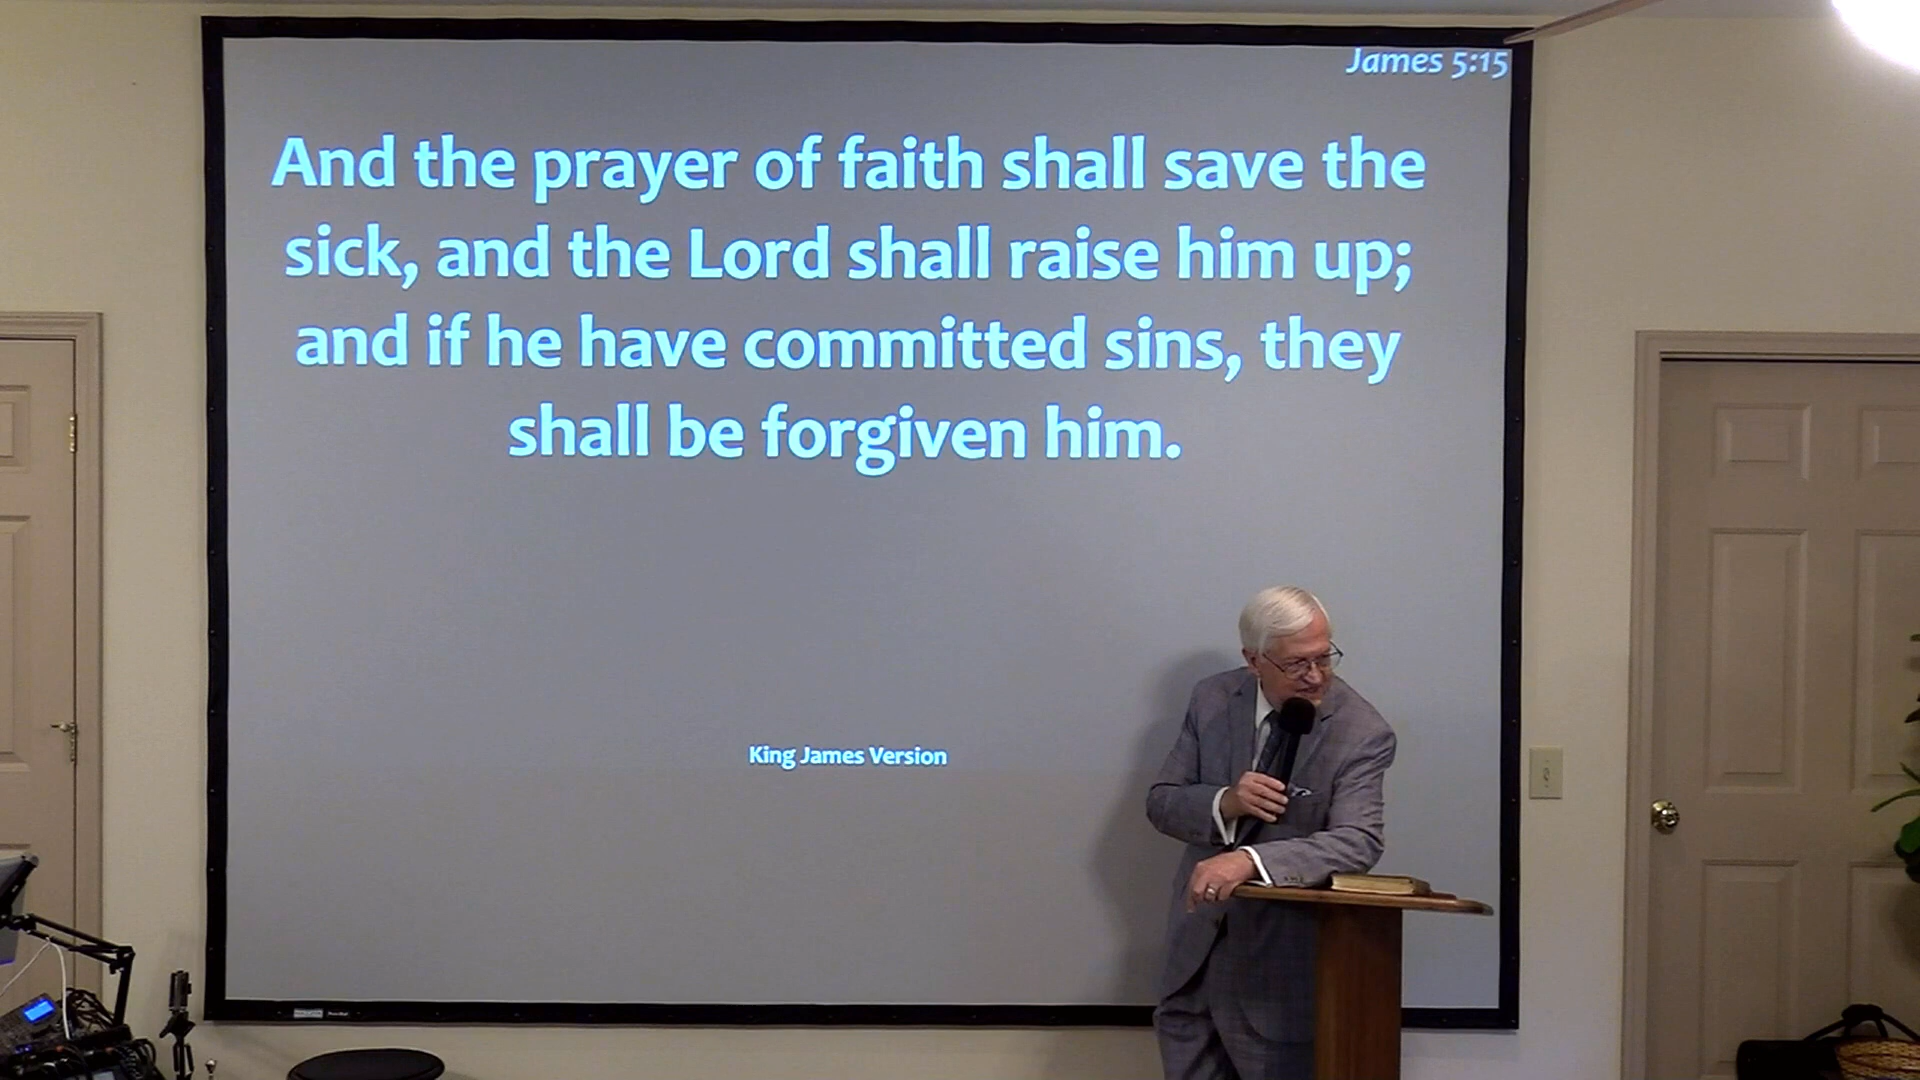 James 5:15
And the prayer of faith shall save the
sick, and the Lord shall raise him up;
and if he have committed sins, they
shall be forgiven him.
King James Version